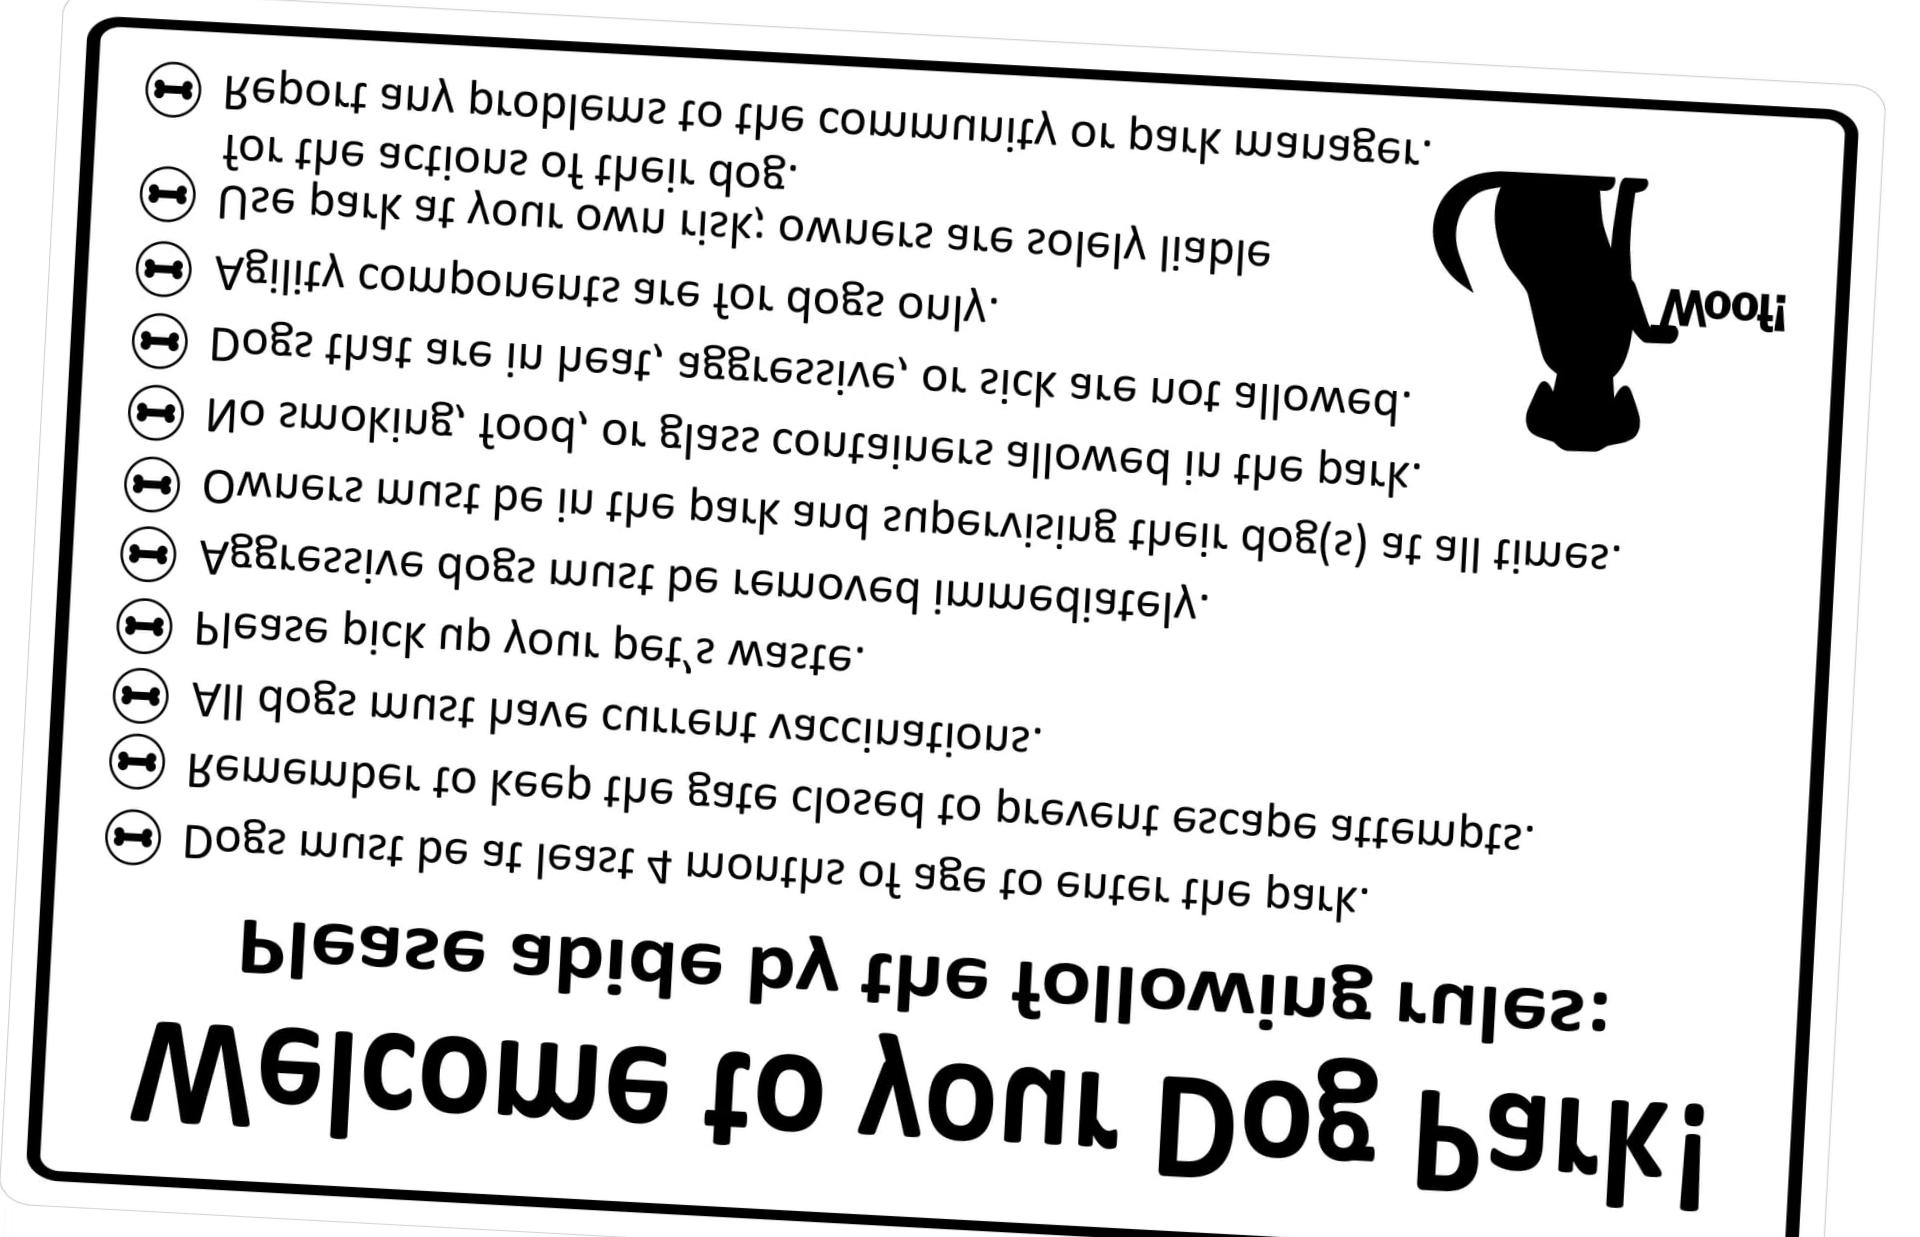 Welcome to your Dog Park!
Please abide by the following rules:
Dogs must be at least 4 months of age to enter the park.
Remember to keep the gate closed to prevent escape attempts.
All dogs must have current vaccinations.
Please pick up your pet's waste.
Aggressive dogs must be removed immediately.
Owners must be in the park and supervising their dog(s) at all times.
No smoking, food, or glass containers allowed in the park.
Dogs that are in heat, aggressive, or sick are not allowed.
Agility components are for dogs only.
Use park at your own risk; owners are solely liable
for the actions of their dog.
Report any problems to the community or park manager.
Woof!